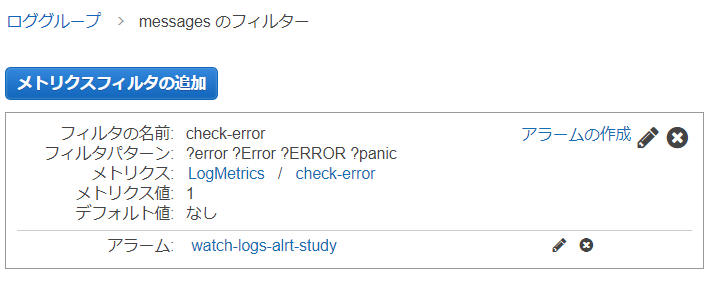 ロググループ > messages のフィルター
メトリクスフィルタの追加
フィルタの名前: check-error アラームの作成
フィルタパターン: ?error ?Error ?ERROR ?panic
メトリクス: LogMetrics / check-error
メトリクス値: 1
デフォルト値: なし
アラーム: watch-logs-alrt-study